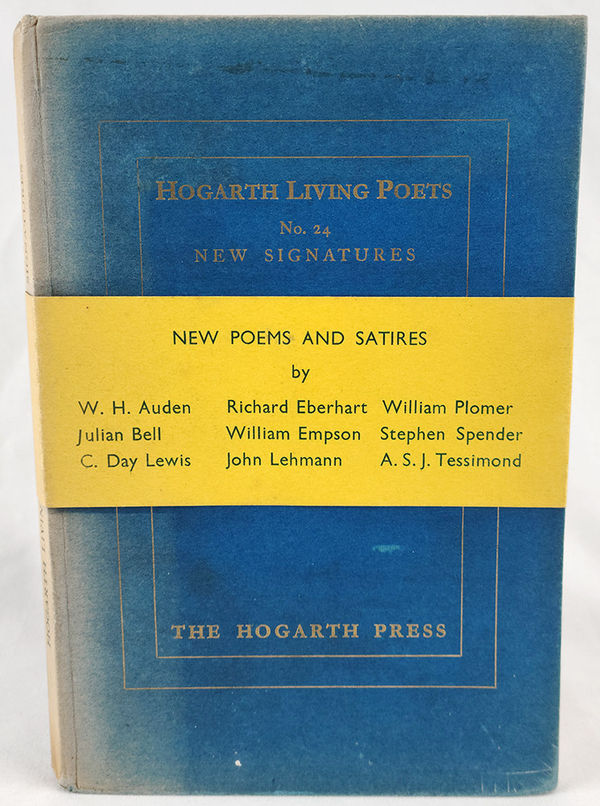 HOGARTH LIVING POETS
No. 24
NEW SIGNATURES
NEW POEMS AND SATIRES
by
W. H. Auden Richard Eberhart William Plomer
Julian Bell William Empson Stephen Spender
C. Day Lewis John Lehmann A. S. J. Tessimond
THE HOGARTH PRESS